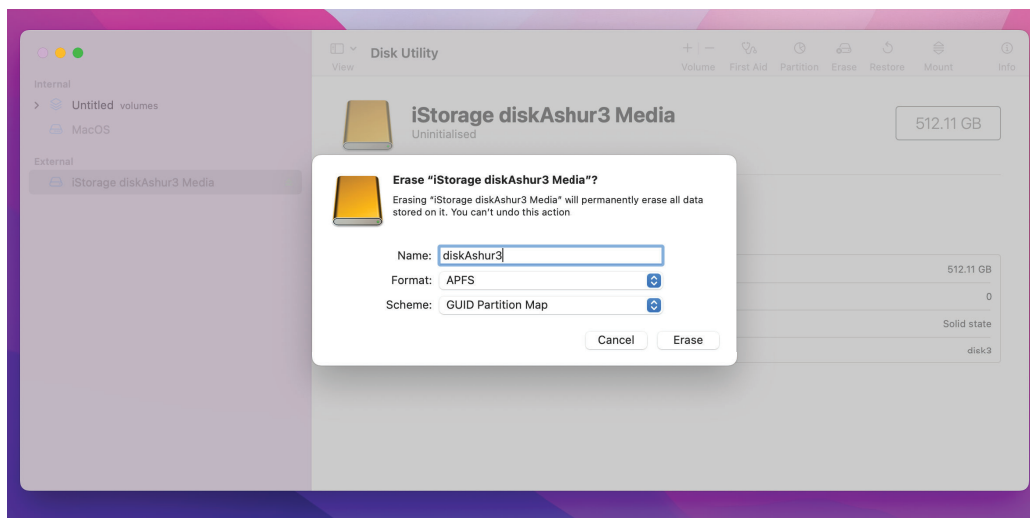 Disk Utility
View
Volume First Aid Partition Erase Restore Mount Info
Internal
Untitled volumes
MacOS
External
iStorage diskAshur3 Media
iStorage diskAshur3 Media
Uninitialised
512.11 GB
Erase “iStorage diskAshur3 Media”?
Erasing “iStorage diskAshur3 Media” will permanently erase all data
stored on it. You can’t undo this action
Name: diskAshur3
Format: APFS
Scheme: GUID Partition Map
Cancel Erase
512.11 GB
0
Solid state
disk3